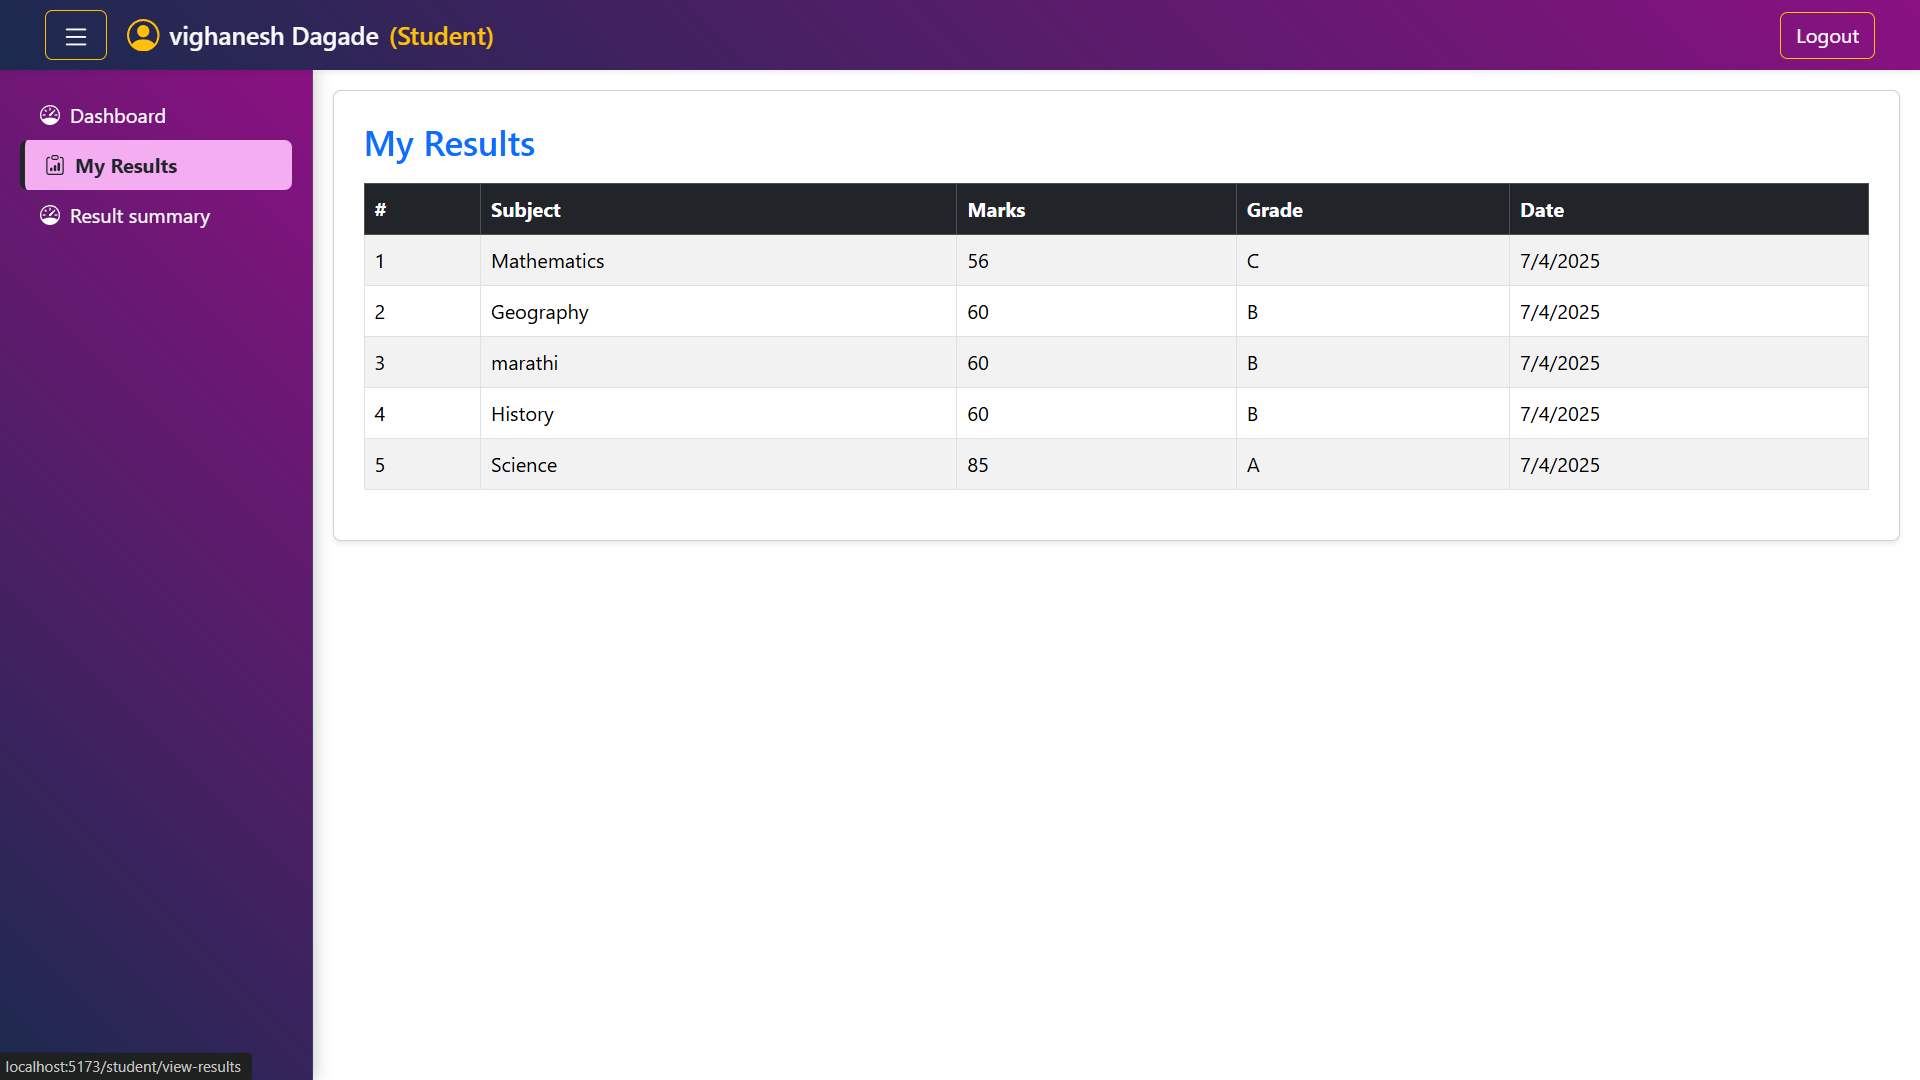 vighanesh Dagade (Student)
Logout
Dashboard
My Results
Result summary
My Results
# Subject Marks Grade Date
1 Mathematics 56 C 7/4/2025
2 Geography 60 B 7/4/2025
3 marathi 60 B 7/4/2025
4 History 60 B 7/4/2025
5 Science 85 A 7/4/2025
localhost:5173/student/view-results